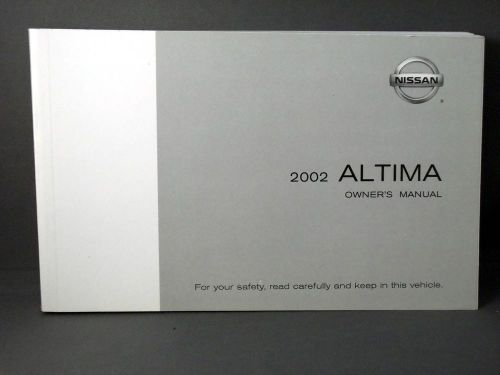 NISSAN
®
2002 ALTIMA
OWNER'S MANUAL
For your safety, read carefully and keep in this vehicle.